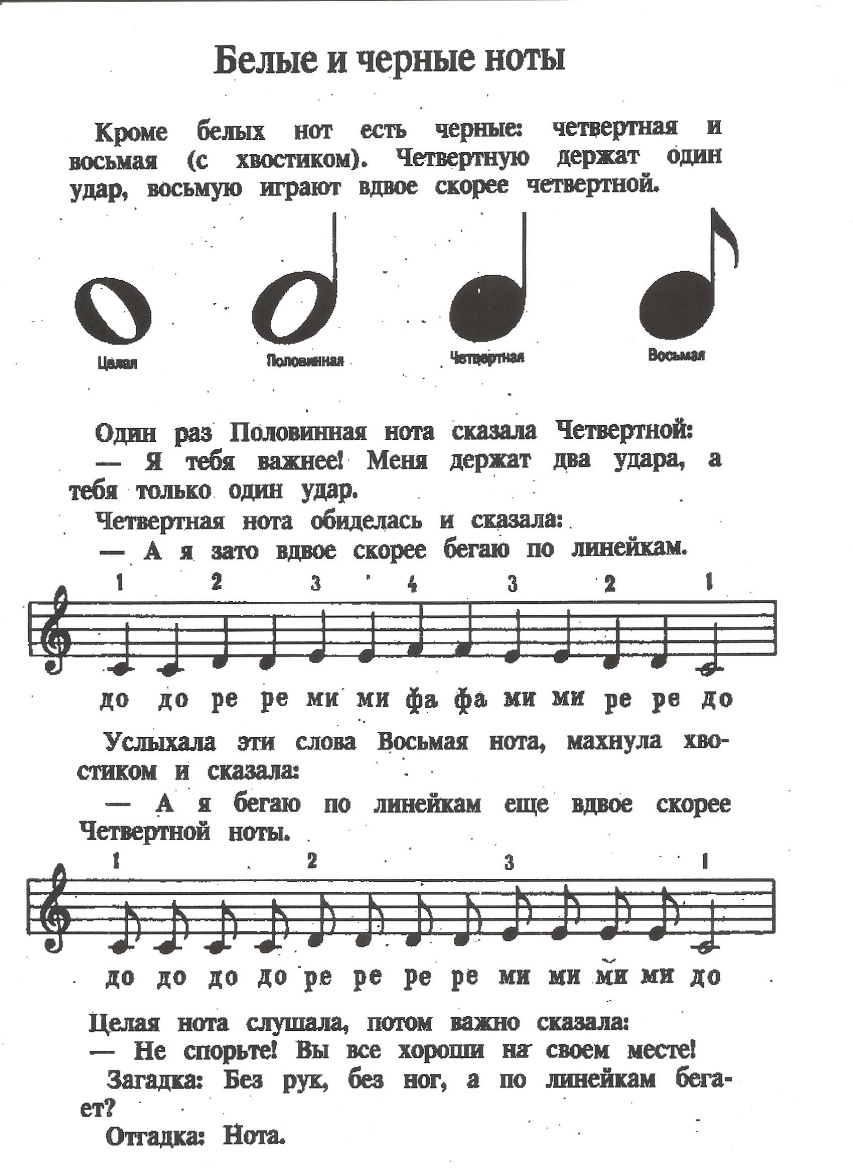 Белые и черные ноты
Кроме белых нот есть черные: четвертная и
восьмая (с хвостиком). Четвертную держат один
удар, восьмую играют вдвое скорее четвертной.
Целая Половинная Четвертная Восьмая
Один раз Половинная нота сказала Четвертной:
— Я тебя важнее! Меня держат два удара, а
тебя только один удар.
Четвертная нота обиделась и сказала:
— А я зато вдвое скорее бегаю по линейкам.
1 2 3 4 3 2 1
до до ре ре ми ми фа фа ми ми ре ре до
Услыхала эти слова Восьмая нота, махнула хво-
стиком и сказала:
— А я бегаю по линейкам еще вдвое скорее
Четвертной ноты.
1 2 3 1
до до до до ре ре ре ре ми ми ми ми до
Целая нота слушала, потом важно сказала:
— Не спорьте! Вы все хороши на своем месте!
Загадка: Без рук, без ног, а по линейкам бега-
ет?
Отгадка: Нота.